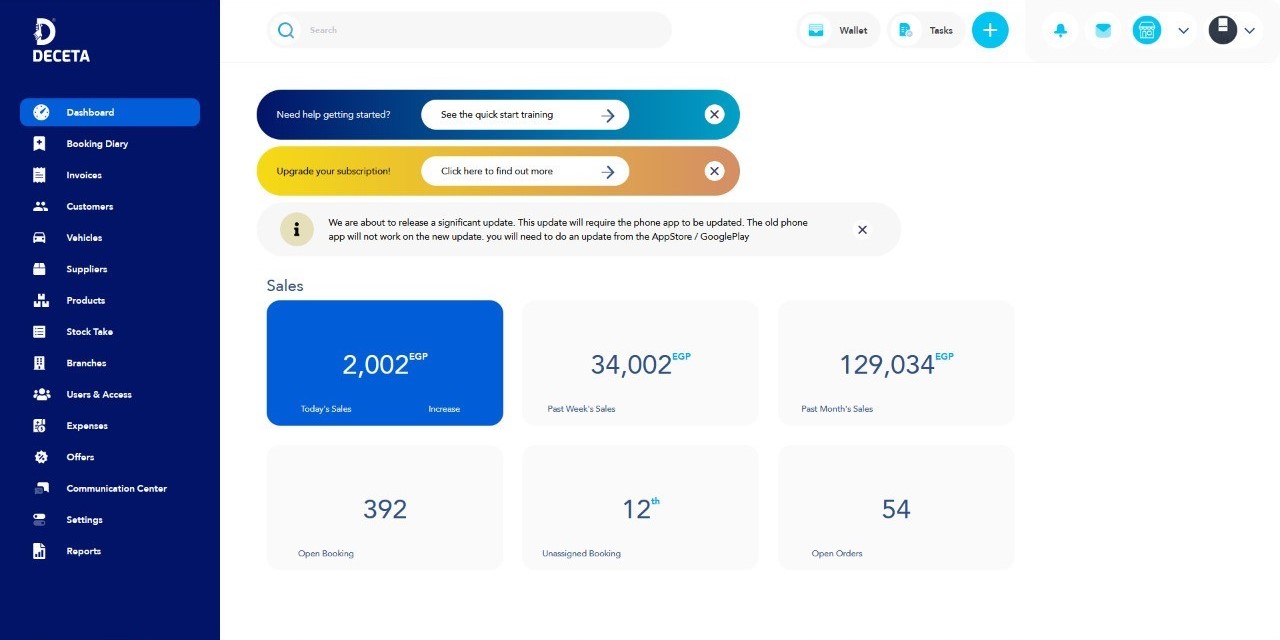 DECETA
Search
Wallet
Tasks
Dashboard
Booking Diary
Invoices
Customers
Vehicles
Suppliers
Products
Stock Take
Branches
Users & Access
Expenses
Offers
Communication Center
Settings
Reports
Need help getting started?
See the quick start training
Upgrade your subscription!
Click here to find out more
We are about to release a significant update. This update will require the phone app to be updated. The old phone
app will not work on the new update. you will need to do an update from the AppStore / GooglePlay
Sales
2,002 EGP
Today's Sales
Increase
34,002 EGP
Past Week's Sales
129,034 EGP
Past Month's Sales
392
Open Booking
12th
Unassigned Booking
54
Open Orders